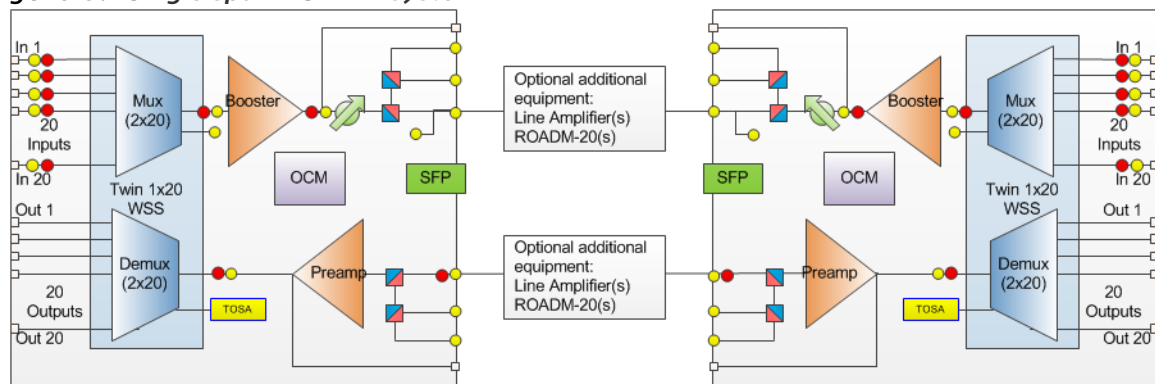 In 1
20
Inputs
In 20
Out 1
20
Outputs
Out 20
Mux
(2x20)
Twin 1x20
WSS
Demux
(2x20)
TOSA
Booster
OCM
SFP
Preamp
Optional additional
equipment:
Line Amplifier(s)
ROADM-20(s)
Optional additional
equipment:
Line Amplifier(s)
ROADM-20(s)
SFP
OCM
Booster
Preamp
TOSA
Mux
(2x20)
Twin 1x20
WSS
Demux
(2x20)
In 1
20
Inputs
In 20
Out 1
20
Outputs
Out 20